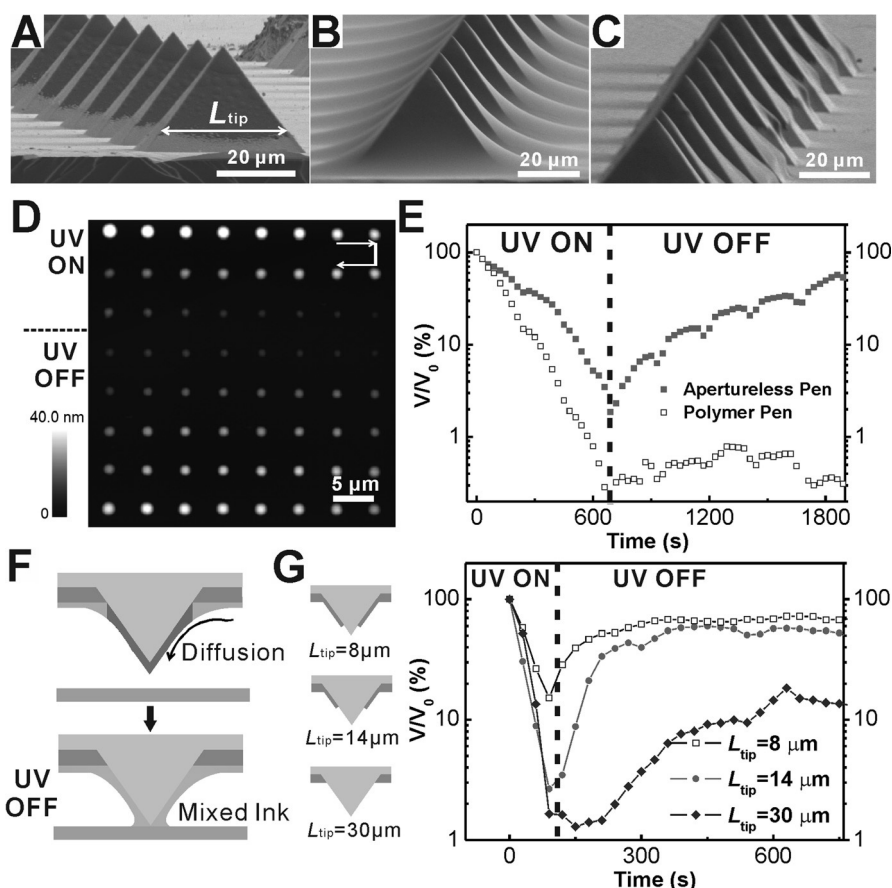 A
B
C
L tip
20 µm
20 µm
20 µm
D
UV
ON
UV
OFF
40.0 nm
0
5 µm
E
UV ON
UV OFF
V/V0 (%)
100
10
1
100
10
1
Apertureless Pen
Polymer Pen
0
600
1200
1800
Time (s)
F
Diffusion
UV
OFF
Mixed Ink
G
Ltip=8µm
Ltip=14µm
Ltip=30µm
UV ON
UV OFF
V/V0 (%)
100
10
1
100
10
1
Ltip=8 µm
Ltip=14 µm
Ltip=30 µm
0
300
600
Time (s)